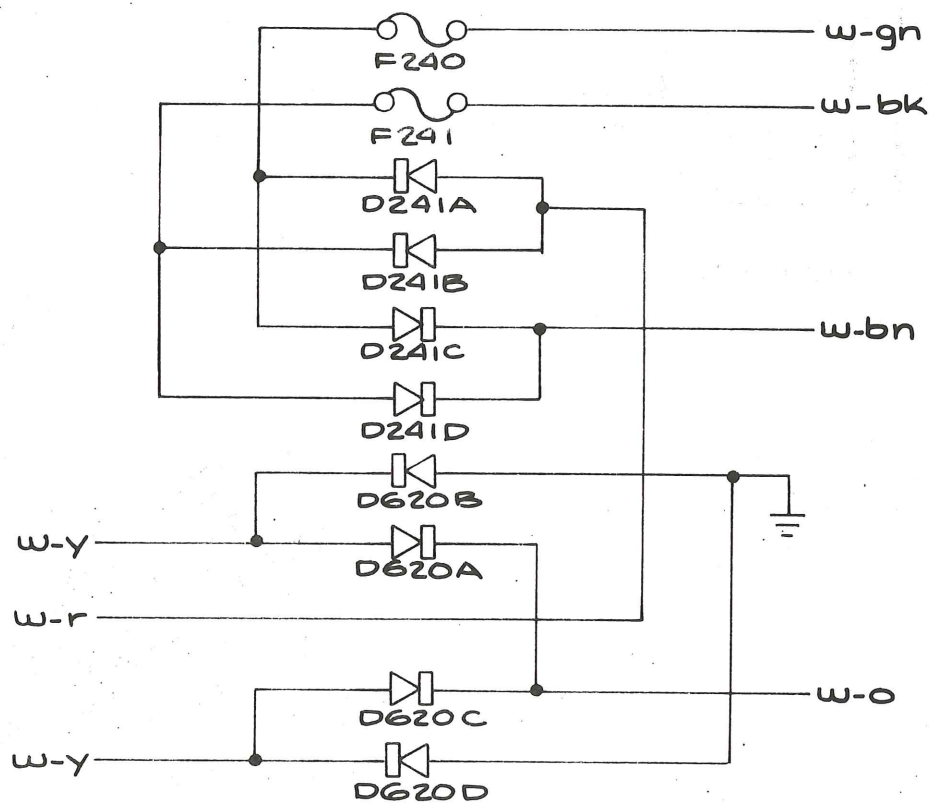 w-gn
F240
w-bk
F241
D241A
D241B
w-bn
D241C
D241D
D620B
w-y
D620A
w-r
w-o
D620C
w-y
D620D